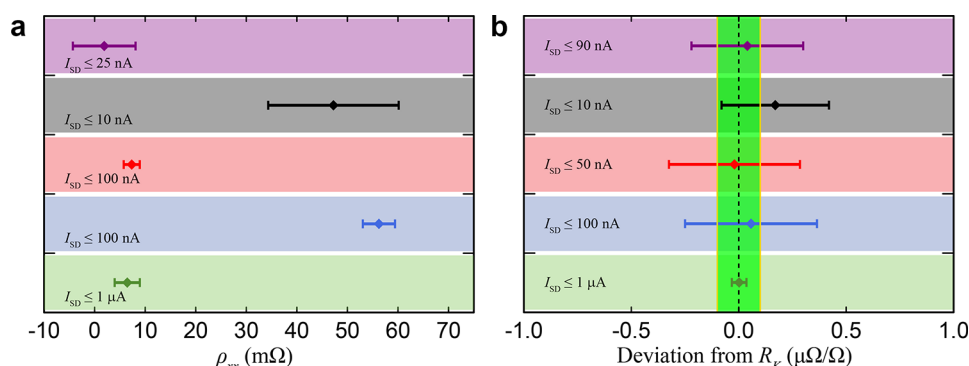 a
I_SD ≤ 25 nA
I_SD ≤ 10 nA
I_SD ≤ 100 nA
I_SD ≤ 100 nA
I_SD ≤ 1 μA
-10 0 10 20 30 40 50 60 70
ρ_xx (mΩ)
b
I_SD ≤ 90 nA
I_SD ≤ 10 nA
I_SD ≤ 50 nA
I_SD ≤ 100 nA
I_SD ≤ 1 μA
-1.0 -0.5 0.0 0.5 1.0
Deviation from R_K (μΩ/Ω)